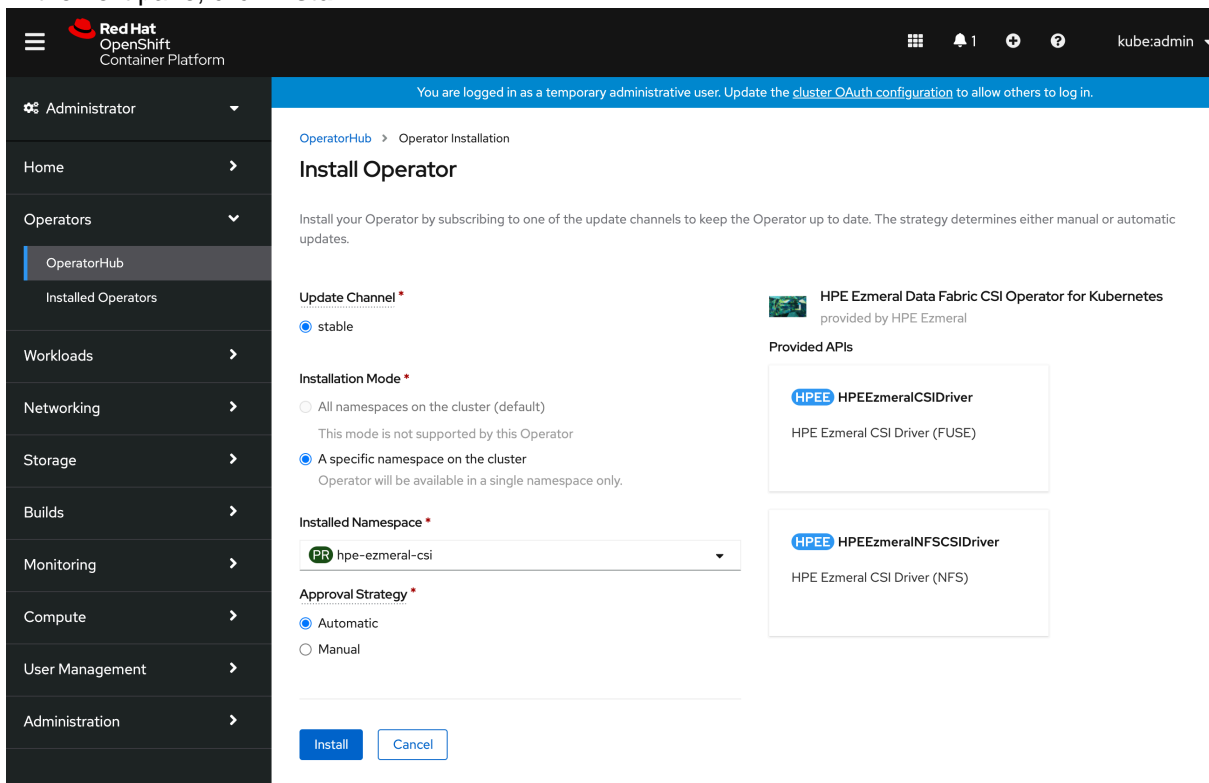 Red Hat
OpenShift
Container Platform
1
kube:admin
Administrator
You are logged in as a temporary administrative user. Update the cluster OAuth configuration to allow others to log in.
Home
Operators
OperatorHub
Installed Operators
Workloads
Networking
Storage
Builds
Monitoring
Compute
User Management
Administration
OperatorHub > Operator Installation
Install Operator
Install your Operator by subscribing to one of the update channels to keep the Operator up to date. The strategy determines either manual or automatic
updates.
Update Channel *
stable
Installation Mode *
All namespaces on the cluster (default)
This mode is not supported by this Operator
A specific namespace on the cluster
Operator will be available in a single namespace only.
Installed Namespace *
PR hpe-ezmeral-csi
Approval Strategy *
Automatic
Manual
Install
Cancel
HPE Ezmeral Data Fabric CSI Operator for Kubernetes
provided by HPE Ezmeral
Provided APIs
HPEE HPEEzmeralCSIDriver
HPE Ezmeral CSI Driver (FUSE)
HPEE HPEEzmeralNFSCSIDriver
HPE Ezmeral CSI Driver (NFS)